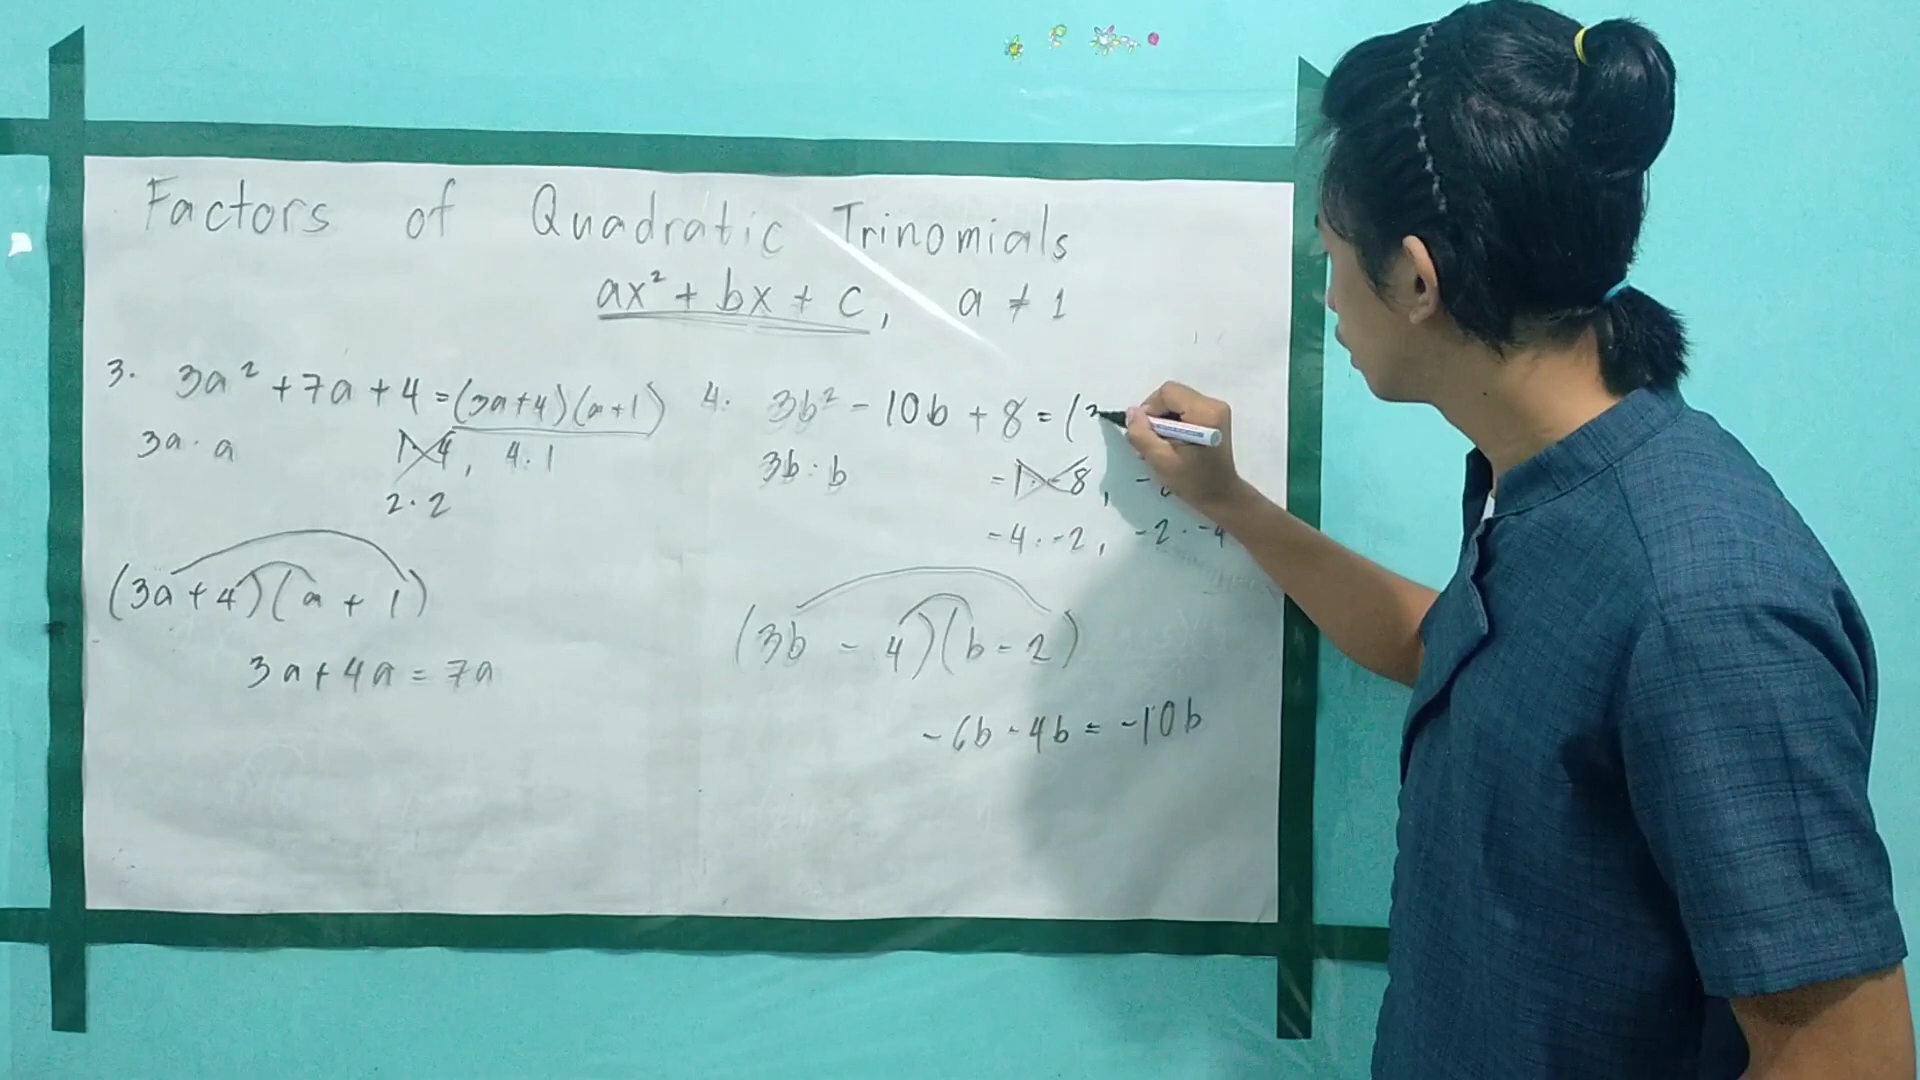 Factors of Quadratic Trinomials
ax² + bx + c, a ≠ 1
3. 3a² + 7a + 4 = (3a+4)(a+1)
3a · a
1·4, 4·1
2·2
(3a+4)(a + 1)
3a + 4a = 7a
4. 3b² - 10b + 8 = (3
3b · b
-1·-8,
-4·-2, -2·-4
(3b - 4)(b - 2)
-6b - 4b = -10b